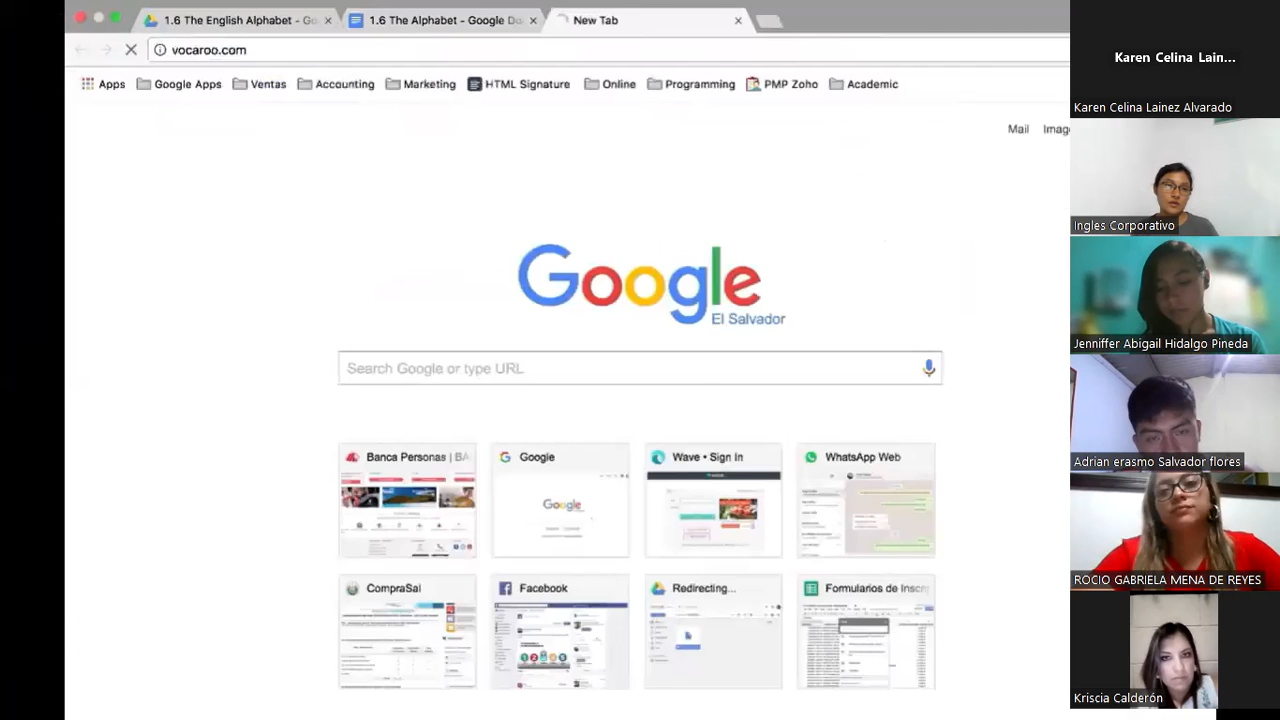 1.6 The English Alphabet - Go
1.6 The Alphabet - Google Do
New Tab
vocaroo.com
Apps
Google Apps
Ventas
Accounting
Marketing
HTML Signature
Online
Programming
PMP Zoho
Academic
Mail
Imag
Google
El Salvador
Search Google or type URL
Banca Personas | BA
Google
Wave • Sign In
WhatsApp Web
CompraSal
Facebook
Redirecting...
Formularios de Inscri
Karen Celina Lain...
Karen Celina Lainez Alvarado
Ingles Corporativo
Jenniffer Abigail Hidalgo Pineda
Adrian erasmo Salvador flores
ROCIO GABRIELA MENA DE REYES
Kriscia Calderón